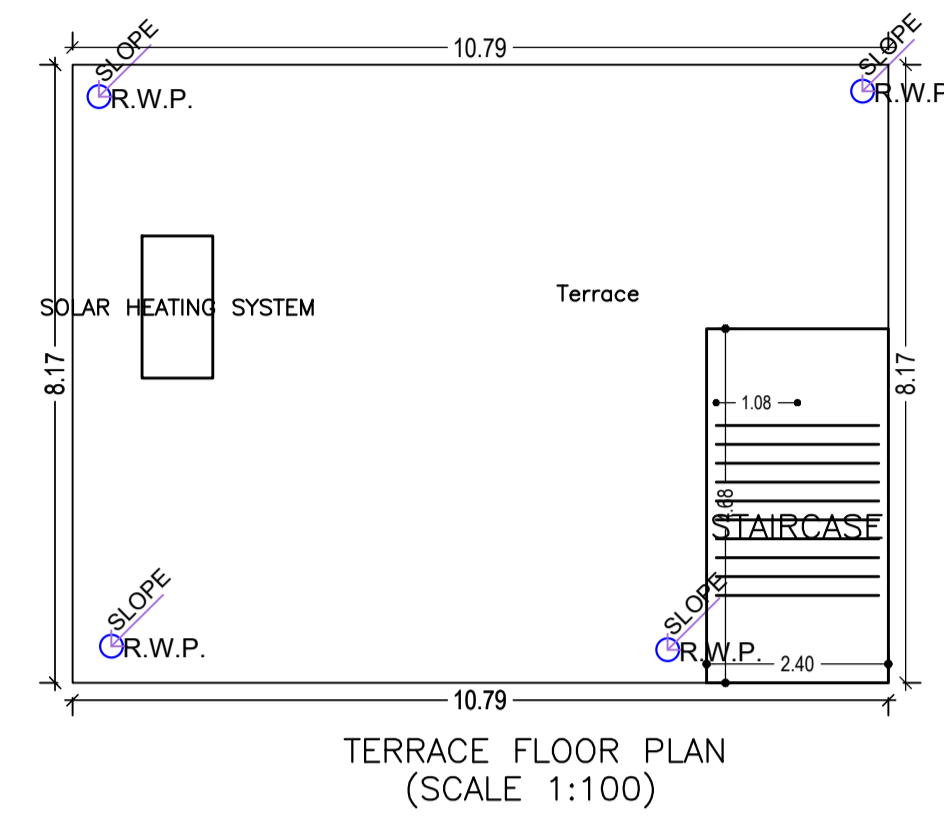 10.79
SLOPE
SLOPE
R.W.P.
R.W.P
SOLAR HEATING SYSTEM
Terrace
8.17
8.17
1.08
STAIRCASE
SLOPE
SLOPE
R.W.P.
R.W.P.
2.40
10.79
TERRACE FLOOR PLAN
(SCALE 1:100)